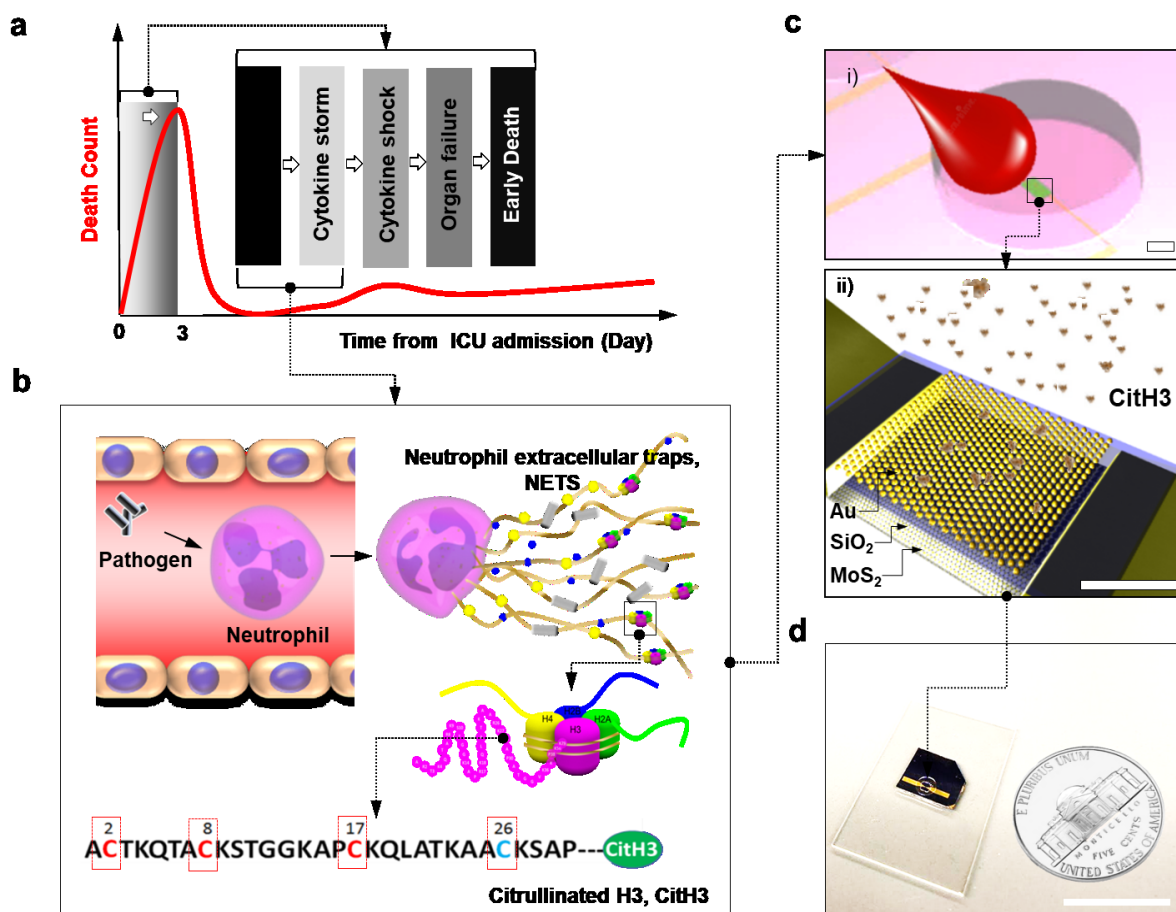 a
Death Count
Cytokine storm
Cytokine shock
Organ failure
Early Death
0
3
Time from ICU admission (Day)
b
Pathogen
Neutrophil
Neutrophil extracellular traps,
NETS
H4
H2A
H3
2
8
17
26
ACTKQTACKSTGGKAPCKQLATKAACKSAP---CitH3
Citrullinated H3, CitH3
c
i)
ii)
CitH3
Au
SiO₂
MoS₂
d
E PLURIBUS UNUM
MONTICELLO
FIVE CENTS
UNITED STATES OF AMERICA